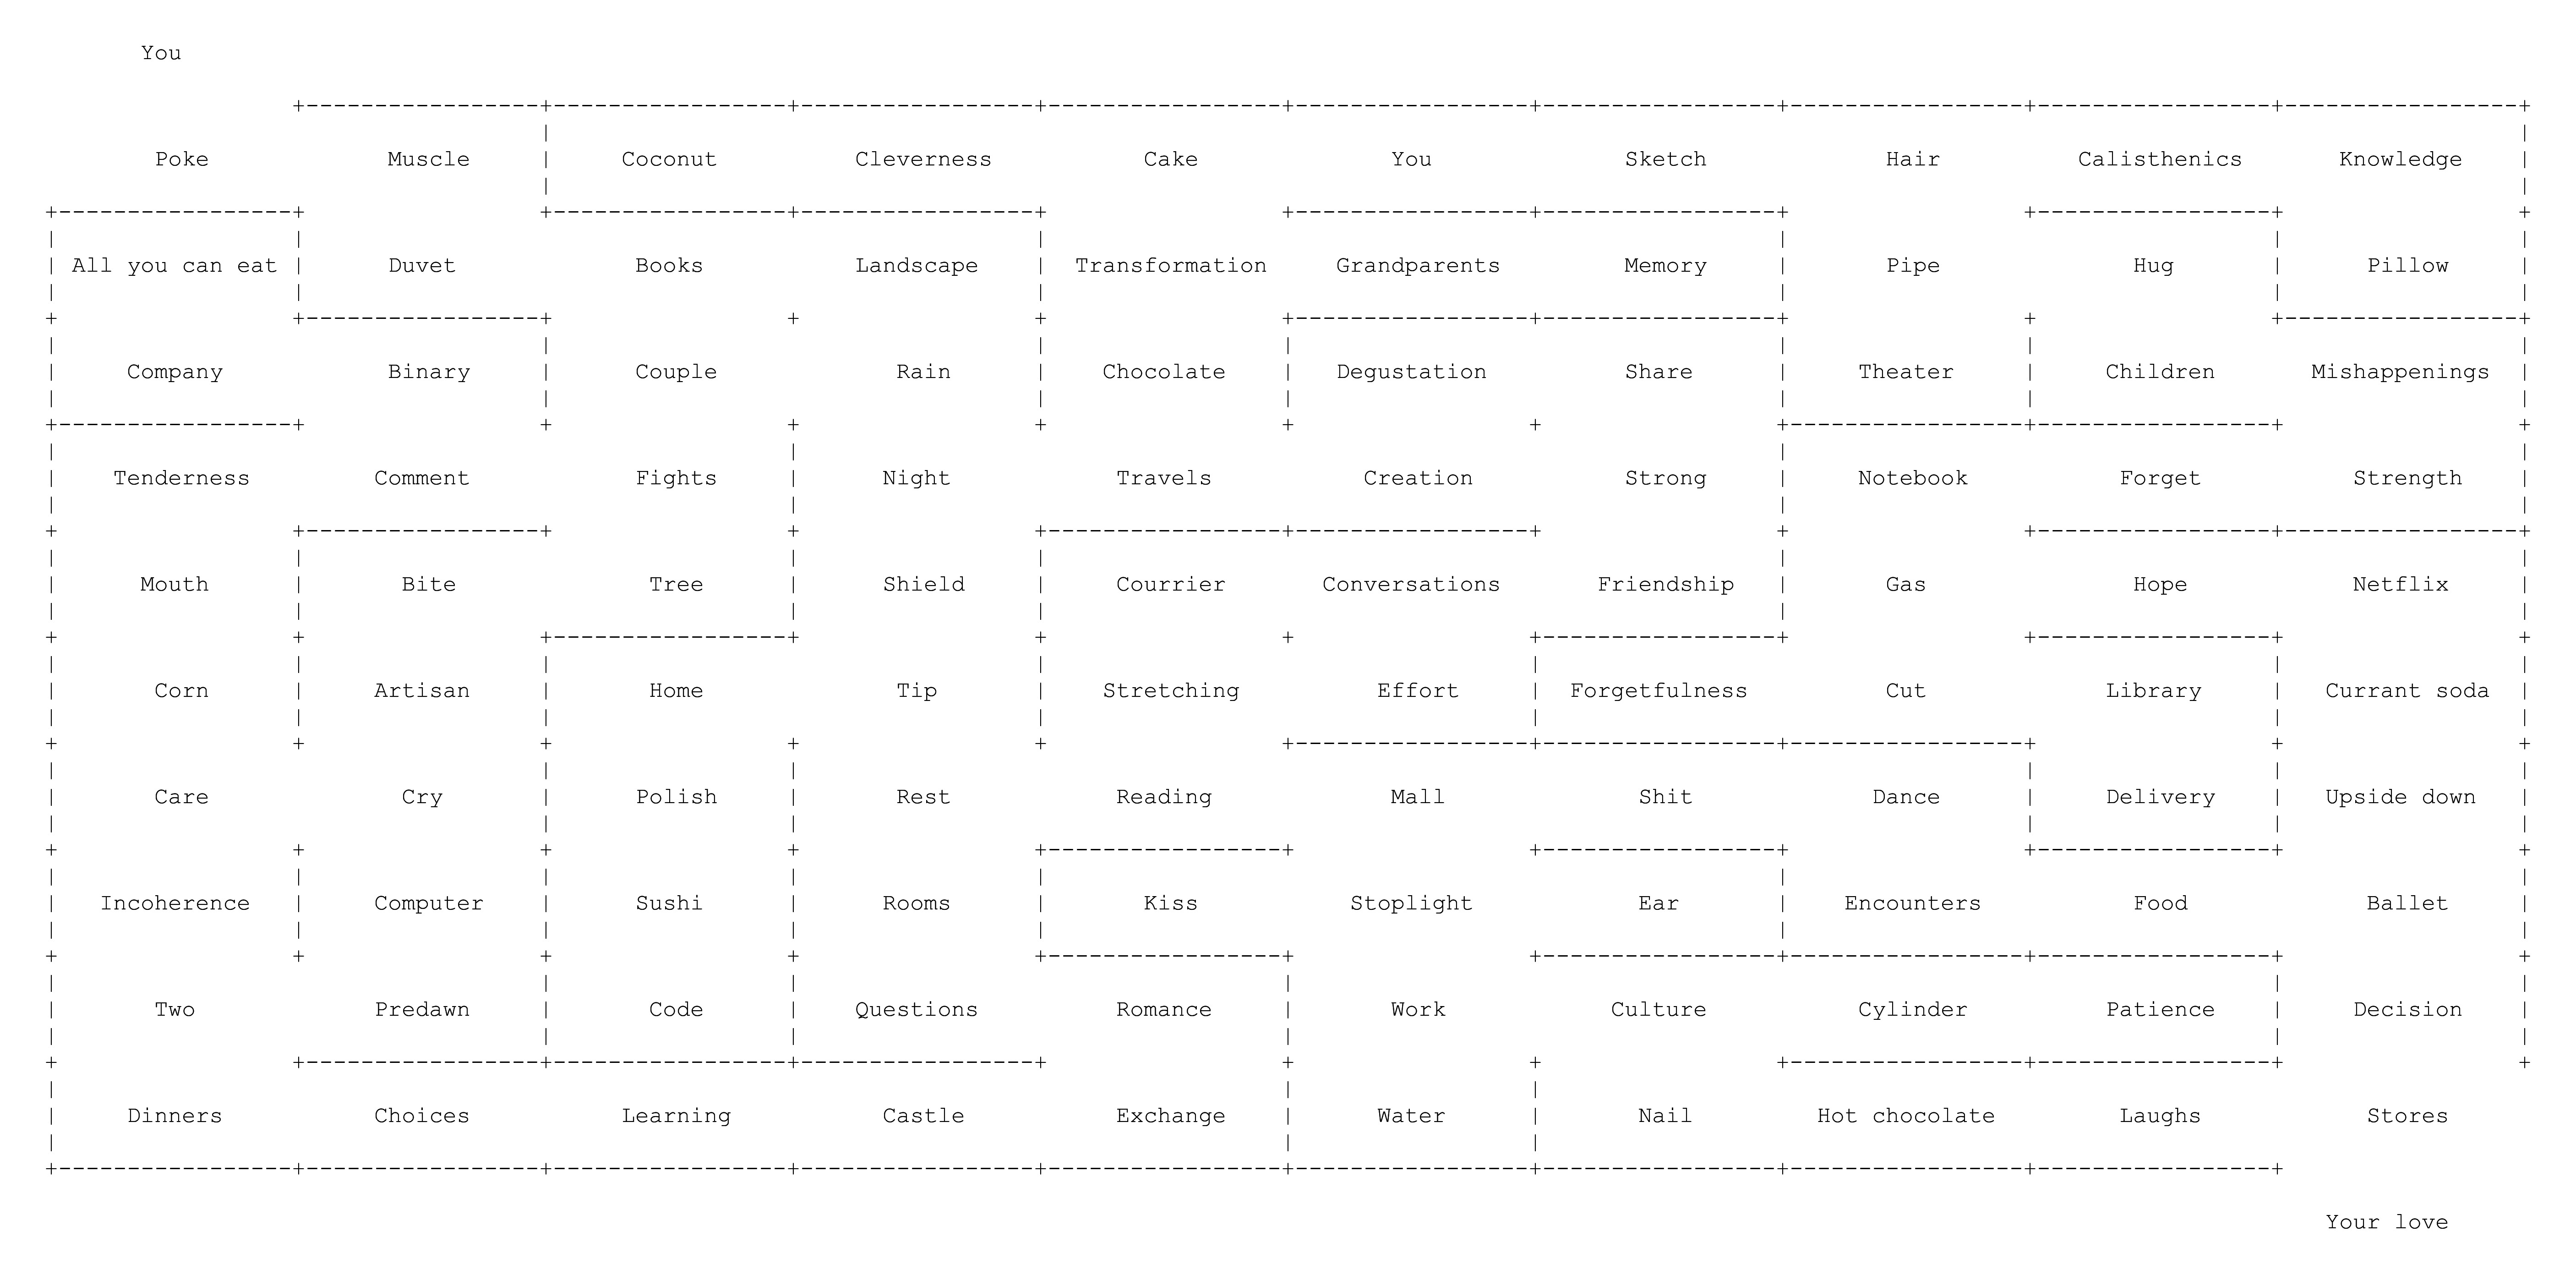 You
Poke Muscle Coconut Cleverness Cake You Sketch Hair Calisthenics Knowledge
All you can eat Duvet Books Landscape Transformation Grandparents Memory Pipe Hug Pillow
Company Binary Couple Rain Chocolate Degustation Share Theater Children Mishappenings
Tenderness Comment Fights Night Travels Creation Strong Notebook Forget Strength
Mouth Bite Tree Shield Courrier Conversations Friendship Gas Hope Netflix
Corn Artisan Home Tip Stretching Effort Forgetfulness Cut Library Currant soda
Care Cry Polish Rest Reading Mall Shit Dance Delivery Upside down
Incoherence Computer Sushi Rooms Kiss Stoplight Ear Encounters Food Ballet
Two Predawn Code Questions Romance Work Culture Cylinder Patience Decision
Dinners Choices Learning Castle Exchange Water Nail Hot chocolate Laughs Stores
Your love